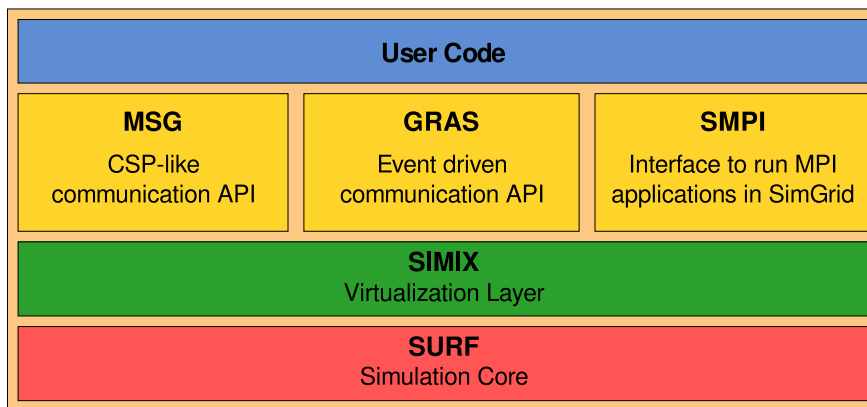 User Code
MSG
CSP-like
communication API
GRAS
Event driven
communication API
SMPI
Interface to run MPI
applications in SimGrid
SIMIX
Virtualization Layer
SURF
Simulation Core